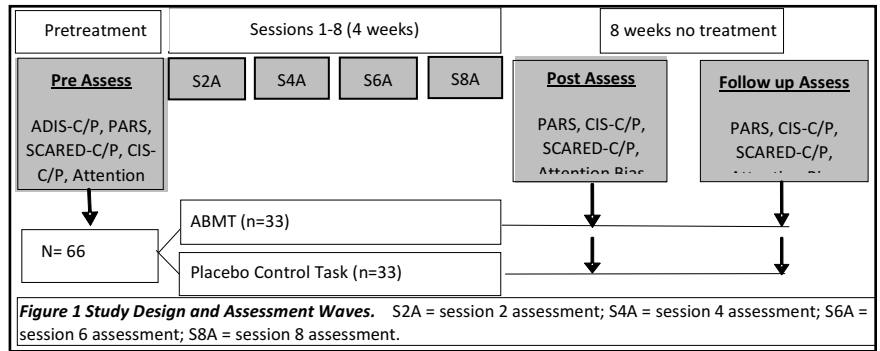 Pretreatment
Sessions 1-8 (4 weeks)
8 weeks no treatment
Pre Assess
ADIS-C/P, PARS,
SCARED-C/P, CIS-
C/P, Attention
S2A
S4A
S6A
S8A
Post Assess
PARS, CIS-C/P,
SCARED-C/P,
Attention Bias
Follow up Assess
PARS, CIS-C/P,
SCARED-C/P,
N= 66
ABMT (n=33)
Placebo Control Task (n=33)
Figure 1 Study Design and Assessment Waves. S2A = session 2 assessment; S4A = session 4 assessment; S6A =
session 6 assessment; S8A = session 8 assessment.